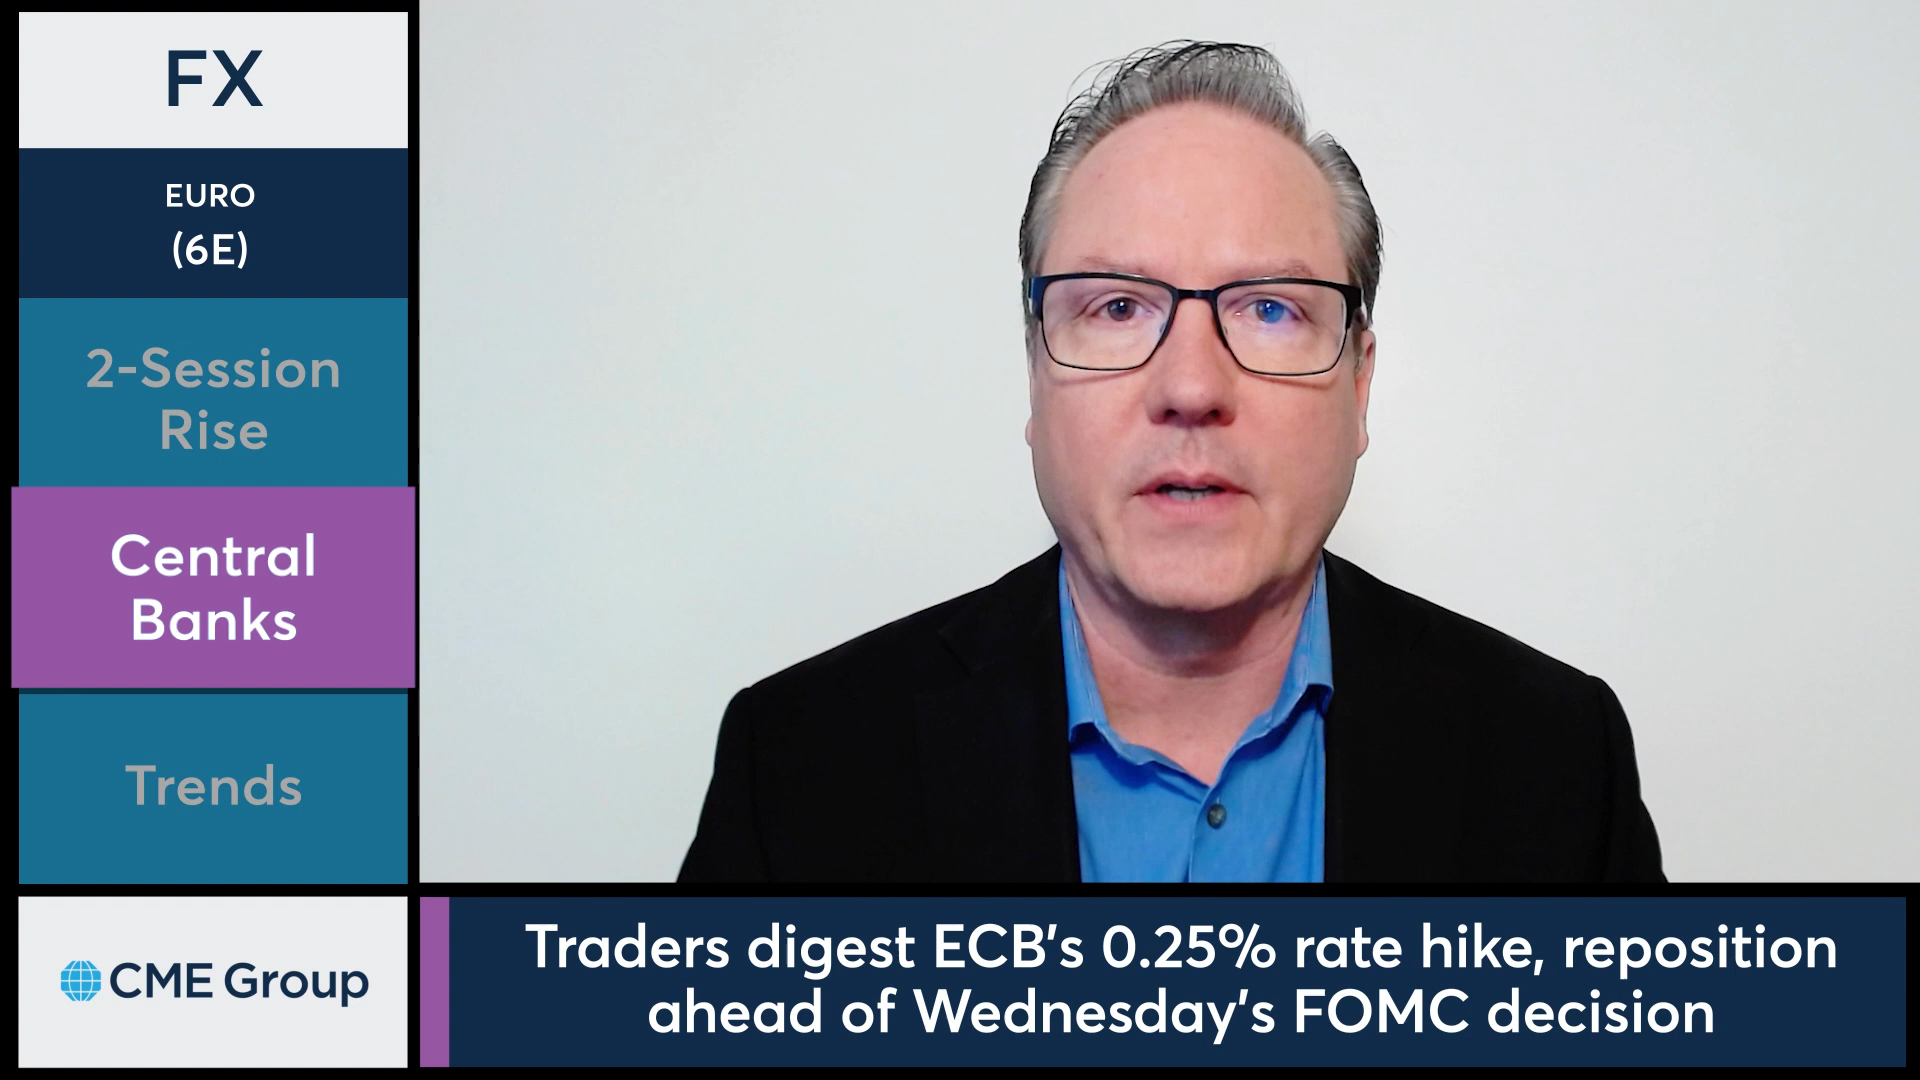 FX
EURO
(6E)
2-Session
Rise
Central
Banks
Trends
CME Group
Traders digest ECB's 0.25% rate hike, reposition
ahead of Wednesday's FOMC decision